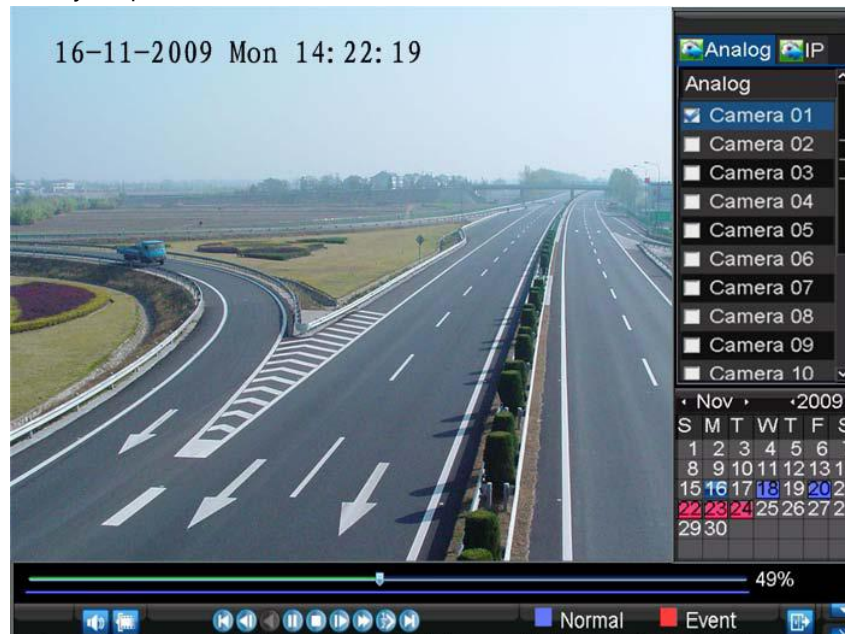 16-11-2009 Mon 14:22:19
Analog IP
Analog
Camera 01
Camera 02
Camera 03
Camera 04
Camera 05
Camera 06
Camera 07
Camera 08
Camera 09
Camera 10
Nov 2009
S M T W T F S
1 2 3 4 5 6
8 9 10 11 12 13
15 16 17 18 19 20
22 23 24 25 26 27
29 30
49%
Normal Event